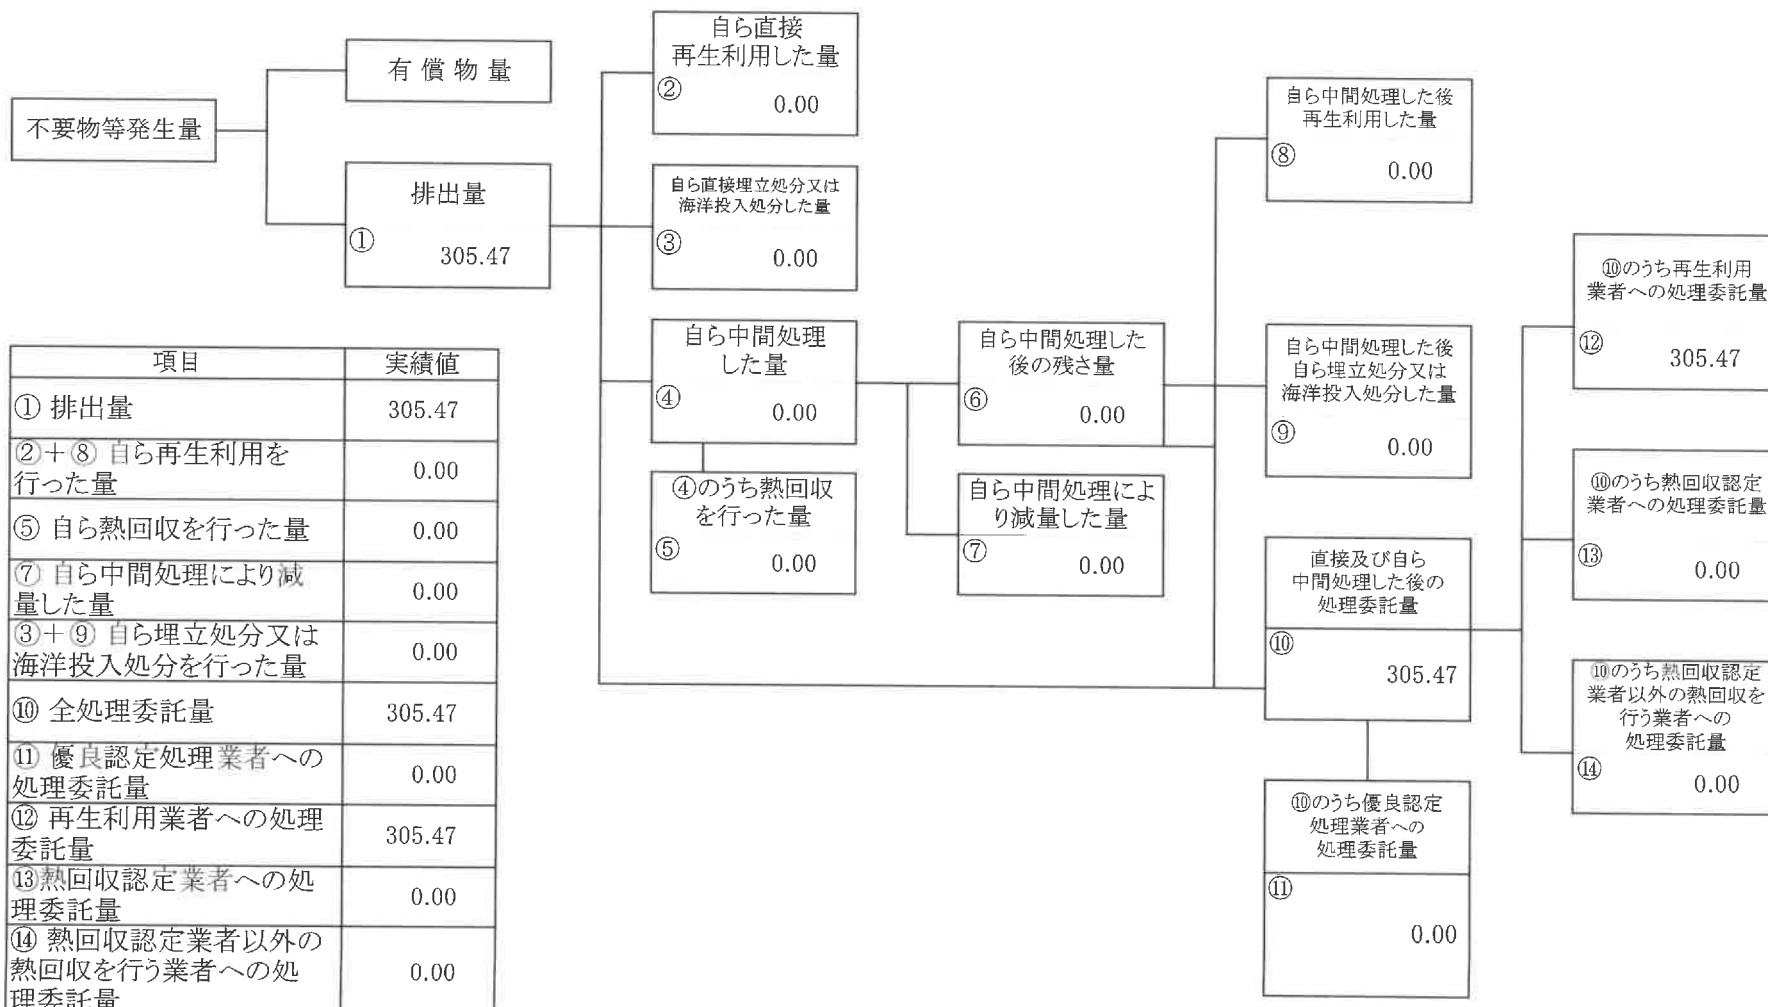 不要物等発生量
有償物量
排出量
①
305.47
自ら直接
再生利用した量
②
0.00
自ら直接埋立処分又は
海洋投入処分した量
③
0.00
自ら中間処理
した量
④
0.00
④のうち熱回収
を行った量
⑤
0.00
自ら中間処理した
後の残さ量
⑥
0.00
自ら中間処理によ
り減量した量
⑦
0.00
自ら中間処理した後
再生利用した量
⑧
0.00
自ら中間処理した後
自ら埋立処分又は
海洋投入処分した量
⑨
0.00
直接及び自ら
中間処理した後の
処理委託量
⑩
305.47
⑩のうち優良認定
処理業者への
処理委託量
⑪
0.00
⑩のうち再生利用
業者への処理委託量
⑫
305.47
⑩のうち熱回収認定
業者への処理委託量
⑬
0.00
⑩のうち熱回収認定
業者以外の熱回収を
行う業者への
処理委託量
⑭
0.00
項目 実績値
① 排出量 305.47
②+⑧ 自ら再生利用を
行った量 0.00
⑤ 自ら熱回収を行った量 0.00
⑦ 自ら中間処理により減
量した量 0.00
③+⑨ 自ら埋立処分又は
海洋投入処分を行った量 0.00
⑩ 全処理委託量 305.47
⑪ 優良認定処理業者への
処理委託量 0.00
⑫ 再生利用業者への処理
委託量 305.47
⑬熱回収認定業者への処
理委託量 0.00
⑭ 熱回収認定業者以外の
熱回収を行う業者への処
理委託量 0.00